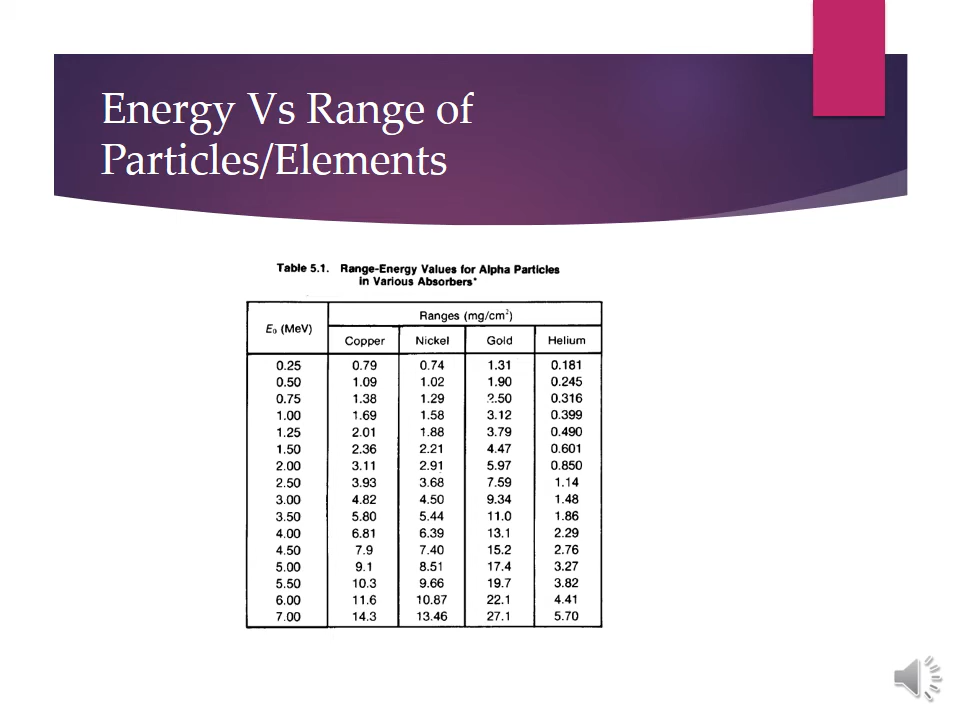 Energy Vs Range of
Particles/Elements
Table 5.1. Range-Energy Values for Alpha Particles
in Various Absorbers*
E₀ (MeV) Ranges (mg/cm²)
Copper Nickel Gold Helium
0.25 0.79 0.74 1.31 0.181
0.50 1.09 1.02 1.90 0.245
0.75 1.38 1.29 2.50 0.316
1.00 1.69 1.58 3.12 0.399
1.25 2.01 1.88 3.79 0.490
1.50 2.36 2.21 4.47 0.601
2.00 3.11 2.91 5.97 0.850
2.50 3.93 3.68 7.59 1.14
3.00 4.82 4.50 9.34 1.48
3.50 5.80 5.44 11.0 1.86
4.00 6.81 6.39 13.1 2.29
4.50 7.9 7.40 15.2 2.76
5.00 9.1 8.51 17.4 3.27
5.50 10.3 9.66 19.7 3.82
6.00 11.6 10.87 22.1 4.41
7.00 14.3 13.46 27.1 5.70